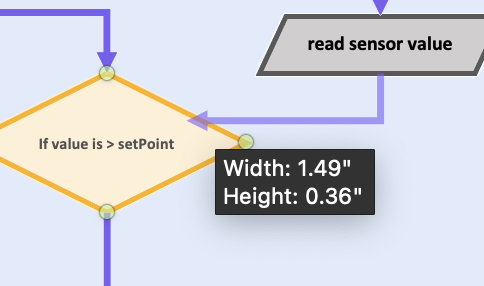 read sensor value
If value is > setPoint
Width: 1.49"
Height: 0.36"